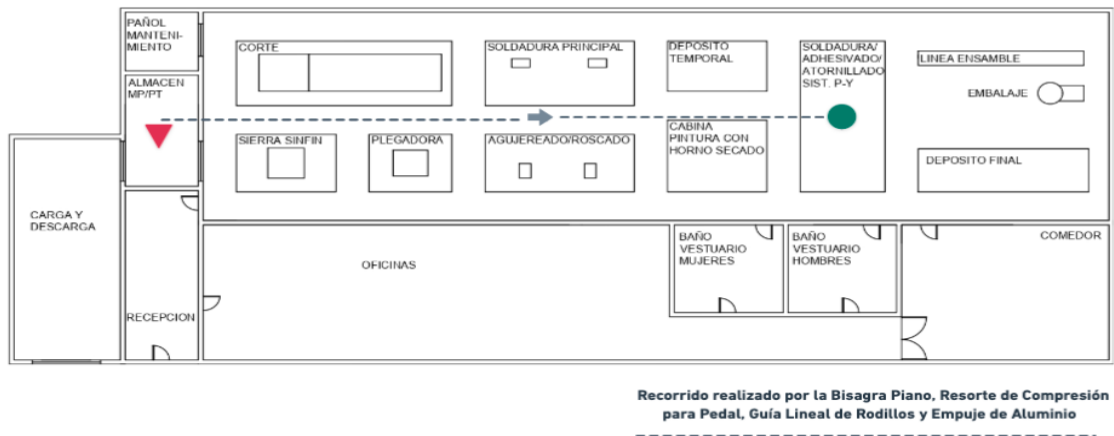 PAÑOL
MANTENI-
MIENTO
ALMACEN
MP/PT
CORTE
SOLDADURA PRINCIPAL
DEPOSITO
TEMPORAL
SOLDADURA/
ADHESIVADO/
ATORNILLADO
SIST. P-Y
LINEA ENSAMBLE
EMBALAJE
SIERRA SINFIN
PLEGADORA
AGUJEREADO/ROSCADO
CABINA
PINTURA CON
HORNO SECADO
DEPOSITO FINAL
CARGA Y
DESCARGA
RECEPCION
OFICINAS
BAÑO
VESTUARIO
MUJERES
BAÑO
VESTUARIO
HOMBRES
COMEDOR
Recorrido realizado por la Bisagra Piano, Resorte de Compresión
para Pedal, Guía Lineal de Rodillos y Empuje de Aluminio